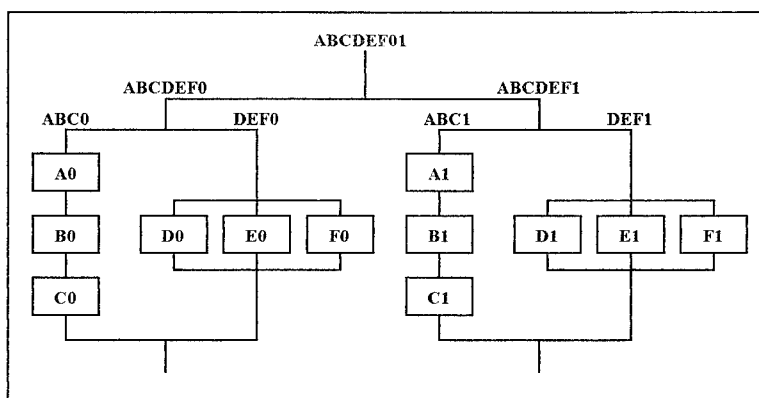 ABCDEF01
ABCDEF0 ABCDEF1
ABC0 DEF0 ABC1 DEF1
A0 A1
B0 D0 E0 F0 B1 D1 E1 F1
C0 C1